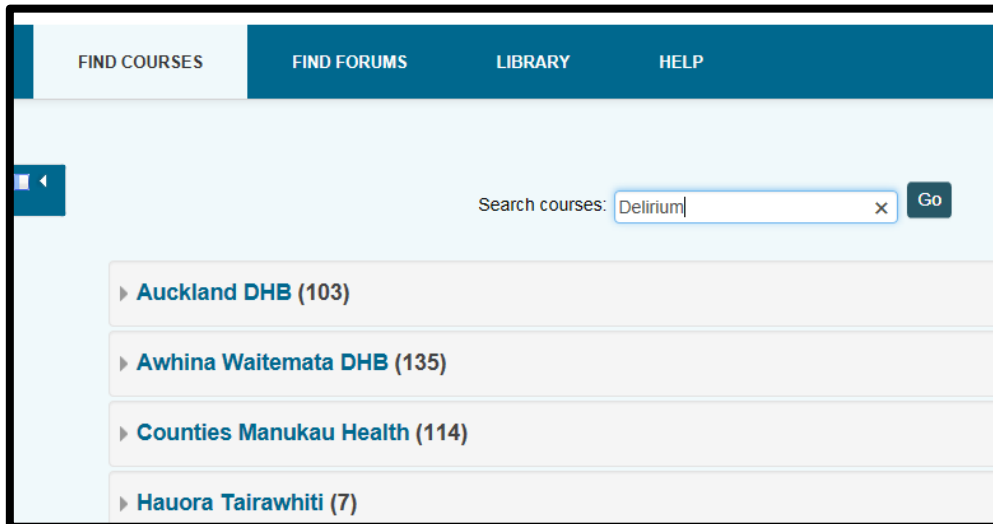 FIND COURSES FIND FORUMS LIBRARY HELP
Search courses: Delirium × Go
Auckland DHB (103)
Awhina Waitemata DHB (135)
Counties Manukau Health (114)
Hauora Tairawhiti (7)